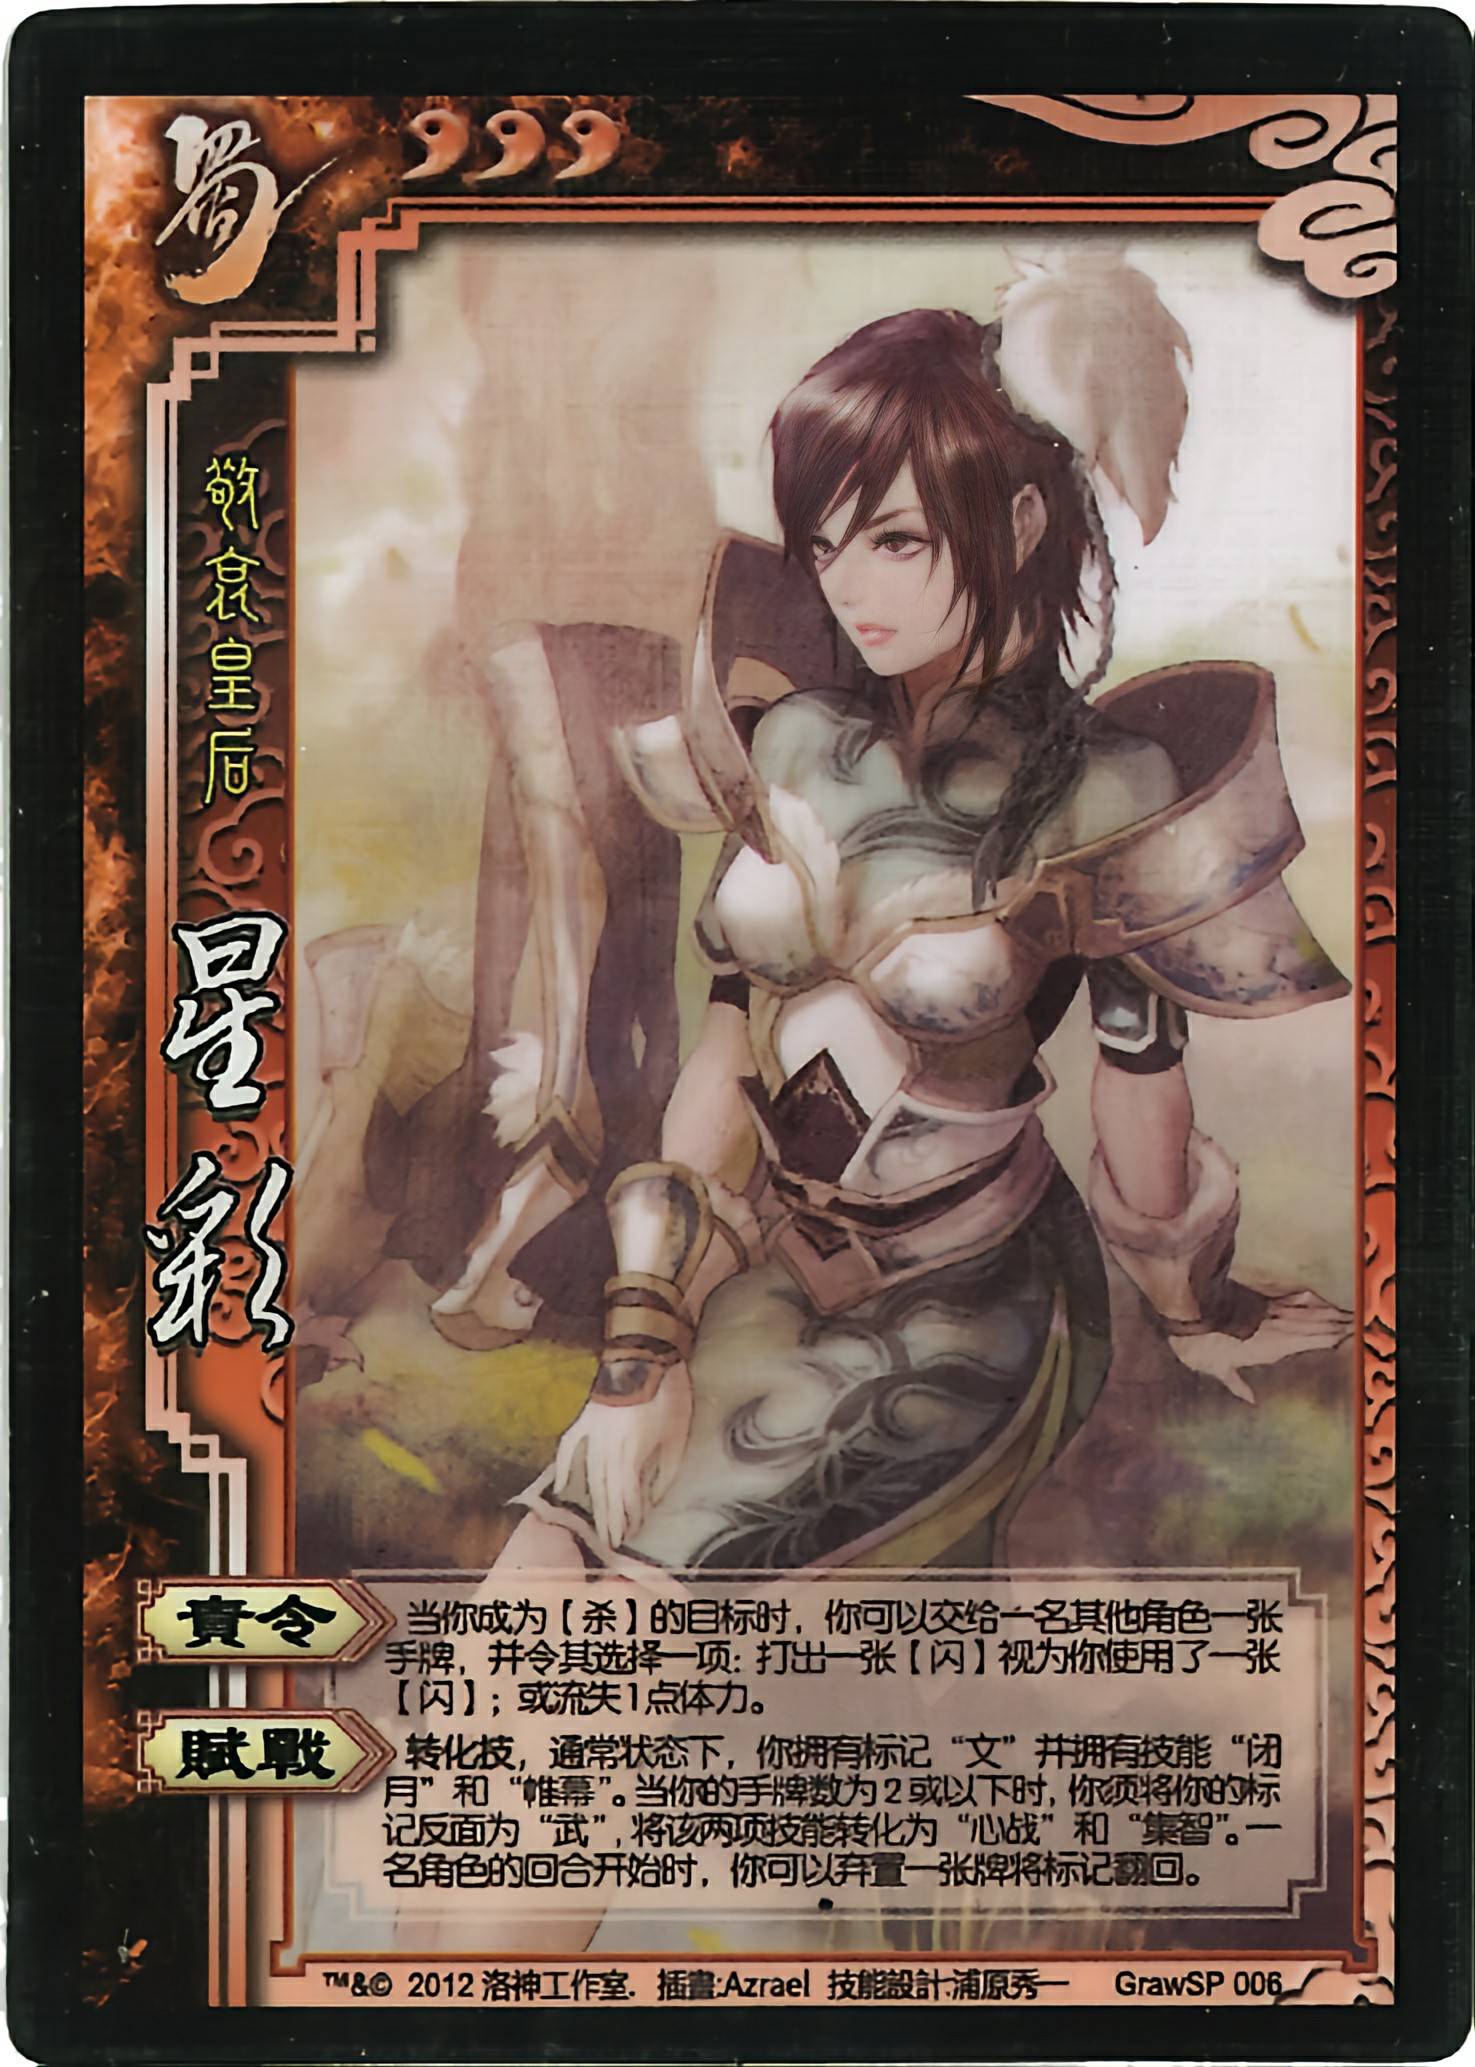 蜀
敬哀皇后
星彩
責令
当你成为【杀】的目标时，你可以交给一名其他角色一张
手牌，并令其选择一项：打出一张【闪】视为你使用了一张
【闪】；或流失1点体力。
賦戰
转化技，通常状态下，你拥有标记“文”并拥有技能“闭
月”和“帷幕”。当你的手牌数为2或以下时，你须将你的标
记反面为“武”，将该两项技能转化为“心战”和“集智”。一
名角色的回合开始时，你可以弃置一张牌将标记翻回。
™&© 2012 洛神工作室. 插畫:Azrael 技能設計:浦原秀一 GrawSP 006